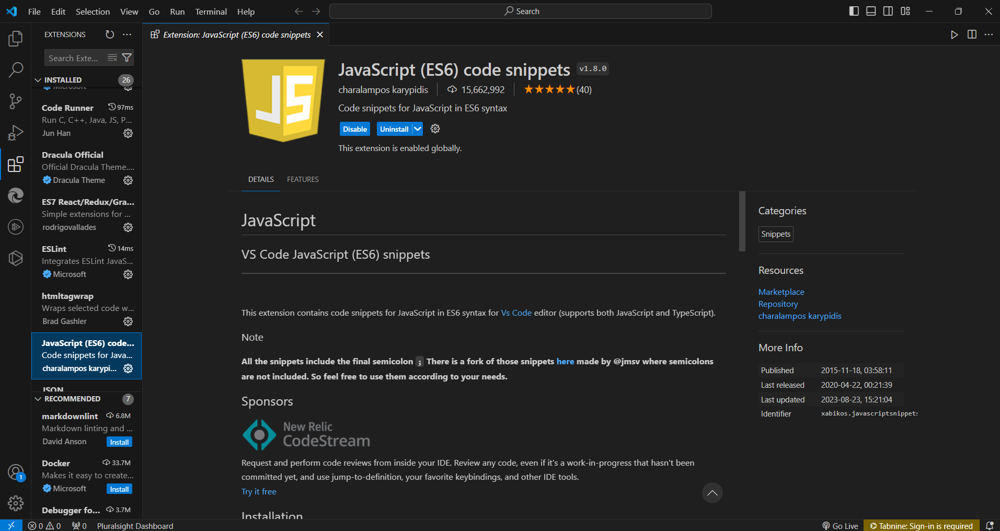 File Edit Selection View Go Run Terminal Help
Search
EXTENSIONS
Extension: JavaScript (ES6) code snippets
Search Exte...
INSTALLED 26
Microsoft
Code Runner 97ms
Run C, C++, Java, JS, P...
Jun Han
Dracula Official
Official Dracula Theme....
Dracula Theme
ES7 React/Redux/Gra...
Simple extensions for ...
rodrigovallades
ESLint 14ms
Integrates ESLint JavaS...
Microsoft
htmltagwrap
Wraps selected code w...
Brad Gashler
JavaScript (ES6) code...
Code snippets for Java...
charalampos karypi...
JSON
RECOMMENDED 7
markdownlint 6.8M
Markdown linting and ...
David Anson Install
Docker 33.7M
Makes it easy to create...
Microsoft Install
Debugger fo... 3.7M
JS
JavaScript (ES6) code snippets v1.8.0
charalampos karypidis 15,662,992 (40)
Code snippets for JavaScript in ES6 syntax
Disable Uninstall
This extension is enabled globally.
DETAILS FEATURES
JavaScript
VS Code JavaScript (ES6) snippets
This extension contains code snippets for JavaScript in ES6 syntax for Vs Code editor (supports both JavaScript and TypeScript).
Note
All the snippets include the final semicolon ; There is a fork of those snippets here made by @jmsv where semicolons
are not included. So feel free to use them according to your needs.
Sponsors
New Relic
CodeStream
Request and perform code reviews from inside your IDE. Review any code, even if it's a work-in-progress that hasn't been
committed yet, and use jump-to-definition, your favorite keybindings, and other IDE tools.
Try it free
Installation
Categories
Snippets
Resources
Marketplace
Repository
charalampos karypidis
More Info
Published 2015-11-18, 03:58:11
Last released 2020-04-22, 00:21:39
Last updated 2023-08-23, 15:21:04
Identifier xabikos.javascriptsnippets
1
0 0 0 Pluralsight Dashboard
Go Live Tabnine: Sign-in is required